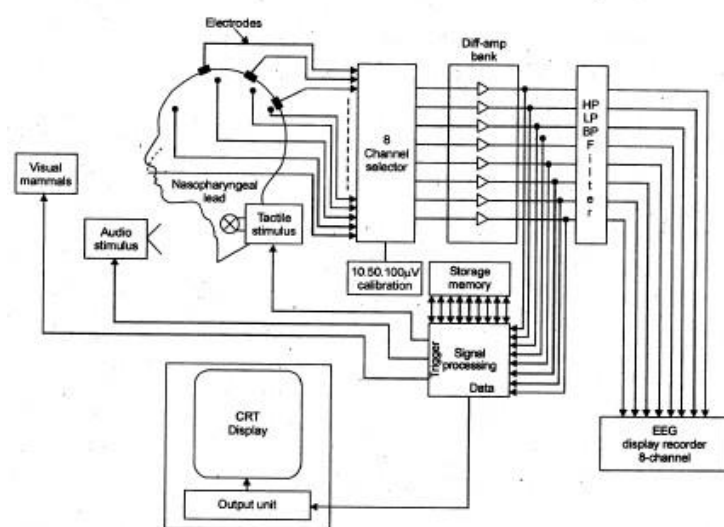 Electrodes
Diff-amp
bank
8
Channel
selector
HP
LP
BP
F
i
l
t
e
r
Visual
mammals
Nasopharyngeal
lead
Audio
stimulus
Tactile
stimulus
10.50.100µV
calibration
Storage
memory
Trigger
Signal
processing
Data
CRT
Display
Output unit
EEG
display recorder
8-channel